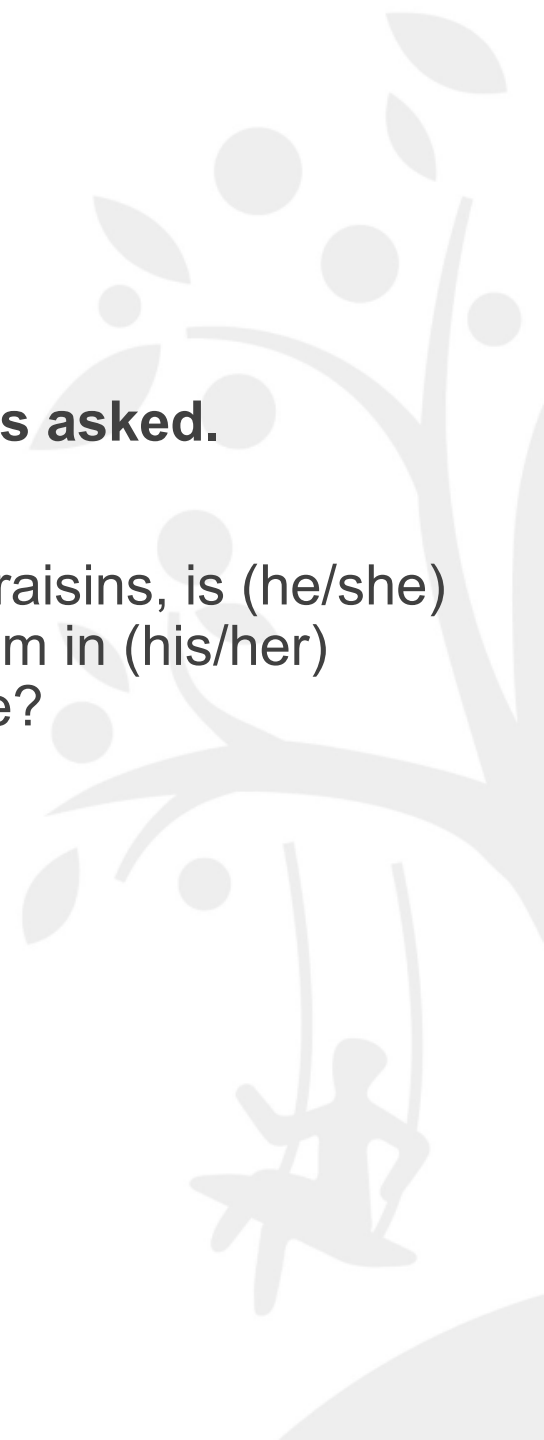 s asked.
raisins, is (he/she)
m in (his/her)
e?